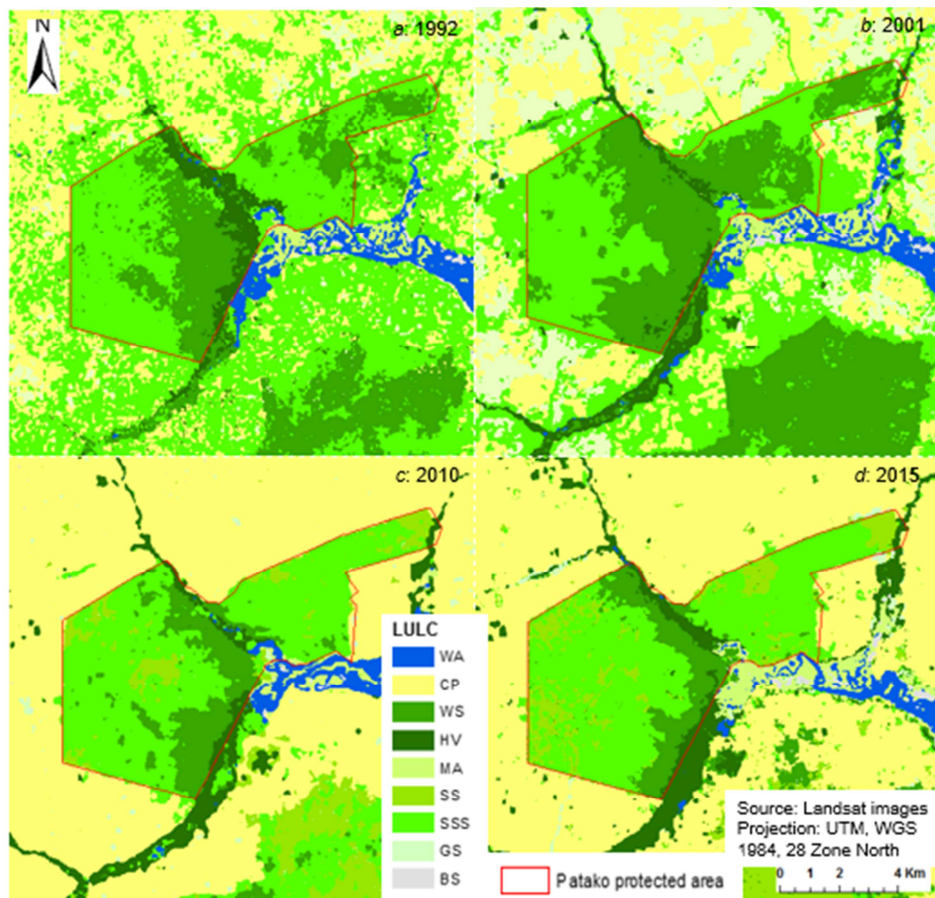 N
a: 1992
b: 2001
c: 2010
d: 2015
LULC
WA
CP
WS
HV
MA
SS
SSS
GS
BS
Source: Landsat images
Projection: UTM, WGS
1984, 28 Zone North
0 1 2 4 Km
Patako protected area